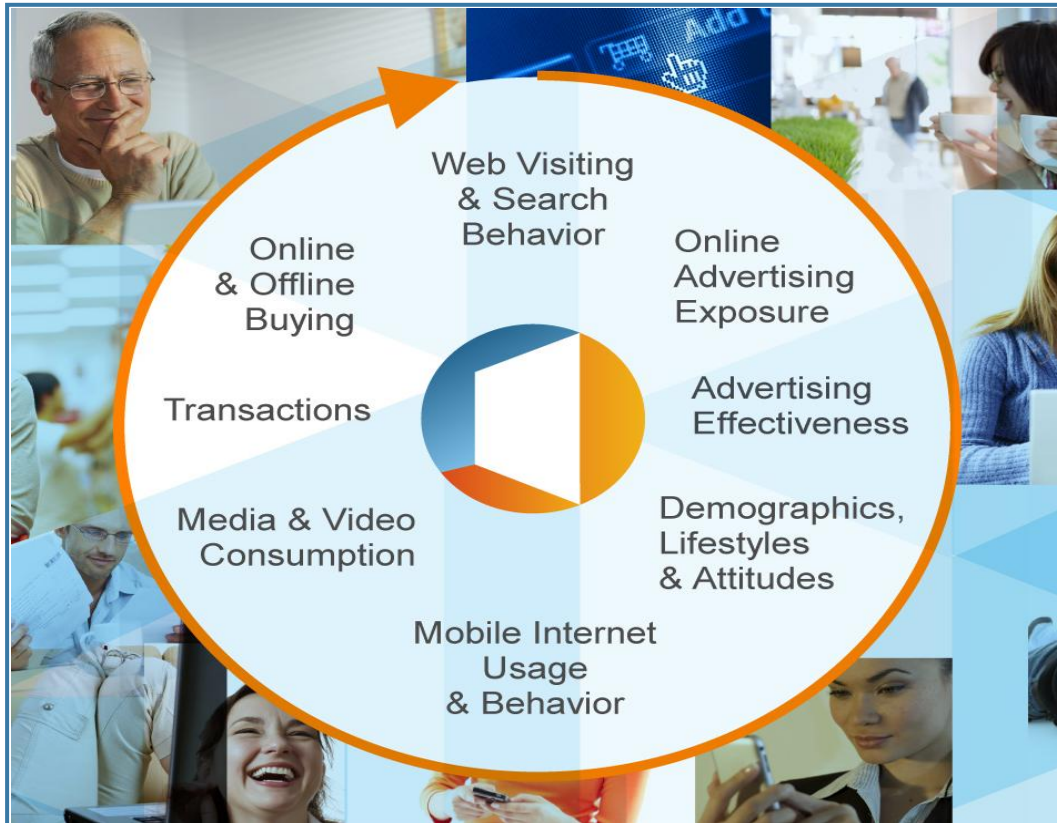 Add
Web Visiting
& Search
Behavior
Online
Advertising
Exposure
Advertising
Effectiveness
Demographics,
Lifestyles
& Attitudes
Mobile Internet
Usage
& Behavior
Media & Video
Consumption
Transactions
Online
& Offline
Buying